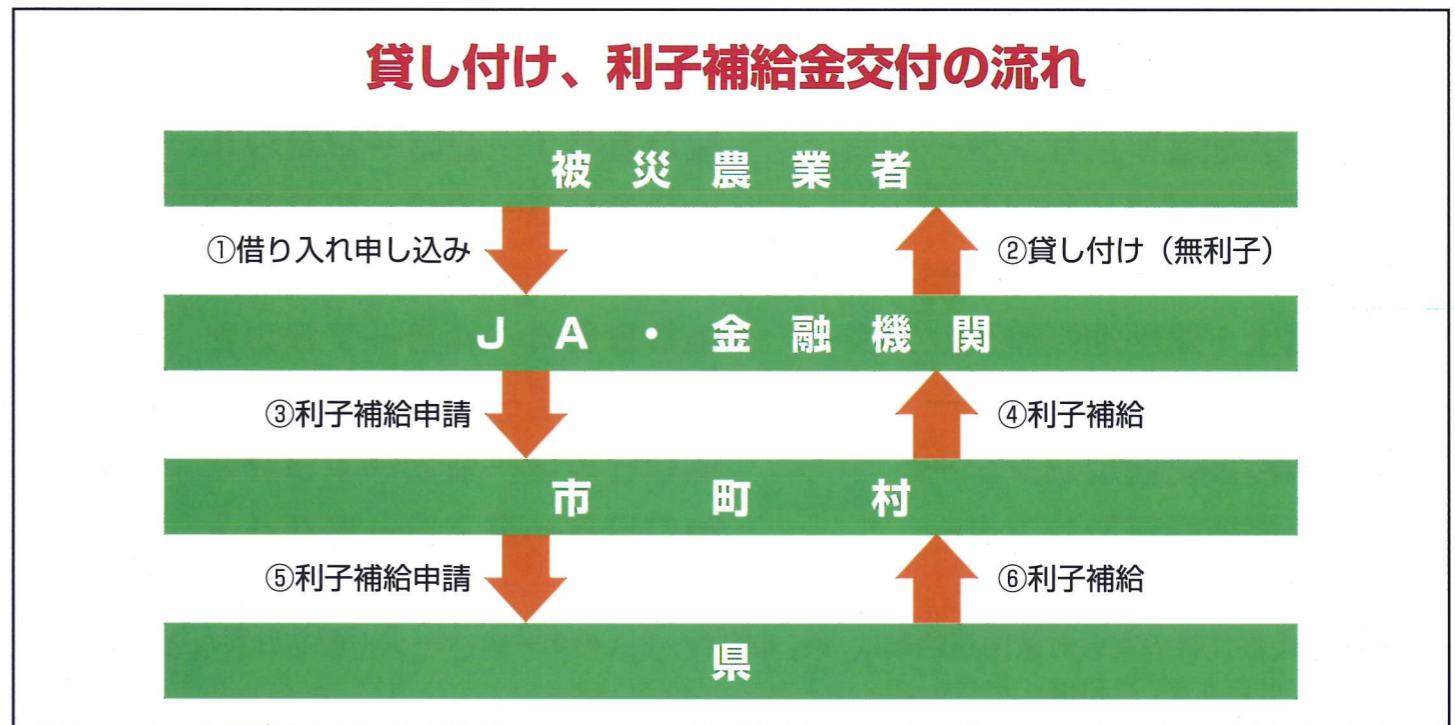 貸し付け、利子補給金交付の流れ
被災農業者
①借り入れ申し込み
②貸し付け（無利子）
JA・金融機関
③利子補給申請
④利子補給
市町村
⑤利子補給申請
⑥利子補給
県